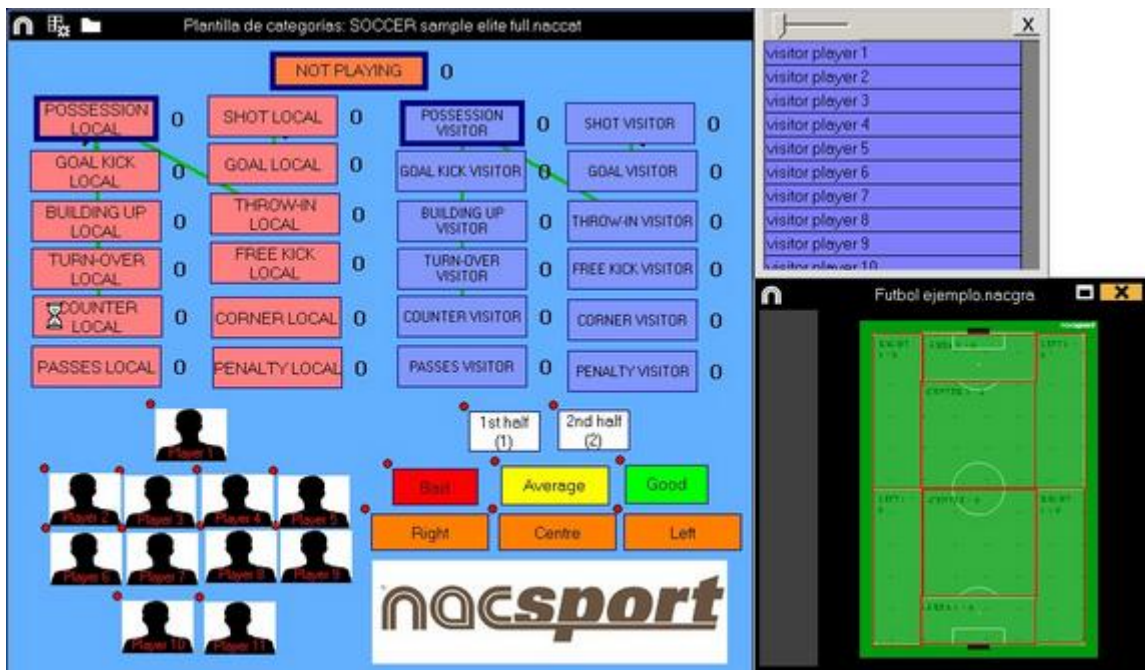 Plantilla de categorías: SOCCER sample elite full.naccat
X
NOT PLAYING 0
POSSESSION
LOCAL
0
SHOT LOCAL
0
POSSESSION
VISITOR
0
SHOT VISITOR
0
GOAL KICK
LOCAL
0
GOAL LOCAL
0
GOAL KICK VISITOR
0
GOAL VISITOR
0
BUILDING UP
LOCAL
0
THROW-IN
LOCAL
0
BUILDING UP
VISITOR
0
THROW-IN VISITOR
0
TURN-OVER
LOCAL
0
FREE KICK
LOCAL
0
TURN-OVER
VISITOR
0
FREE KICK VISITOR
0
COUNTER
LOCAL
0
CORNER LOCAL
0
COUNTER VISITOR
0
CORNER VISITOR
0
PASSES LOCAL
0
PENALTY LOCAL
0
PASSES VISITOR
0
PENALTY VISITOR
0
Player 1
1st half
(1)
2nd half
(2)
Player 2
Player 3
Player 4
Player 5
Bad
Average
Good
Player 6
Player 7
Player 8
Player 9
Right
Centre
Left
Player 10
Player 11
nacsport
visitor player 1
visitor player 2
visitor player 3
visitor player 4
visitor player 5
visitor player 6
visitor player 7
visitor player 8
visitor player 9
visitor player 10
Futbol ejemplo.nacgra
X
nacsport